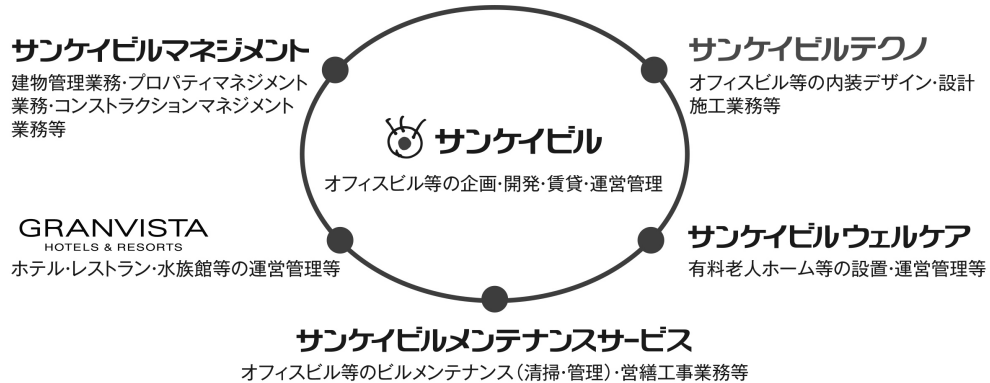 サンケイビルマネジメント
建物管理業務・プロパティマネジメント
業務・コンストラクションマネジメント
業務等
サンケイビルテクノ
オフィスビル等の内装デザイン・設計
施工業務等
サンケイビル
オフィスビル等の企画・開発・賃貸・運営管理
GRANVISTA
HOTELS & RESORTS
ホテル・レストラン・水族館等の運営管理等
サンケイビルウェルケア
有料老人ホーム等の設置・運営管理等
サンケイビルメンテナンスサービス
オフィスビル等のビルメンテナンス（清掃・管理）・営繕工事業務等